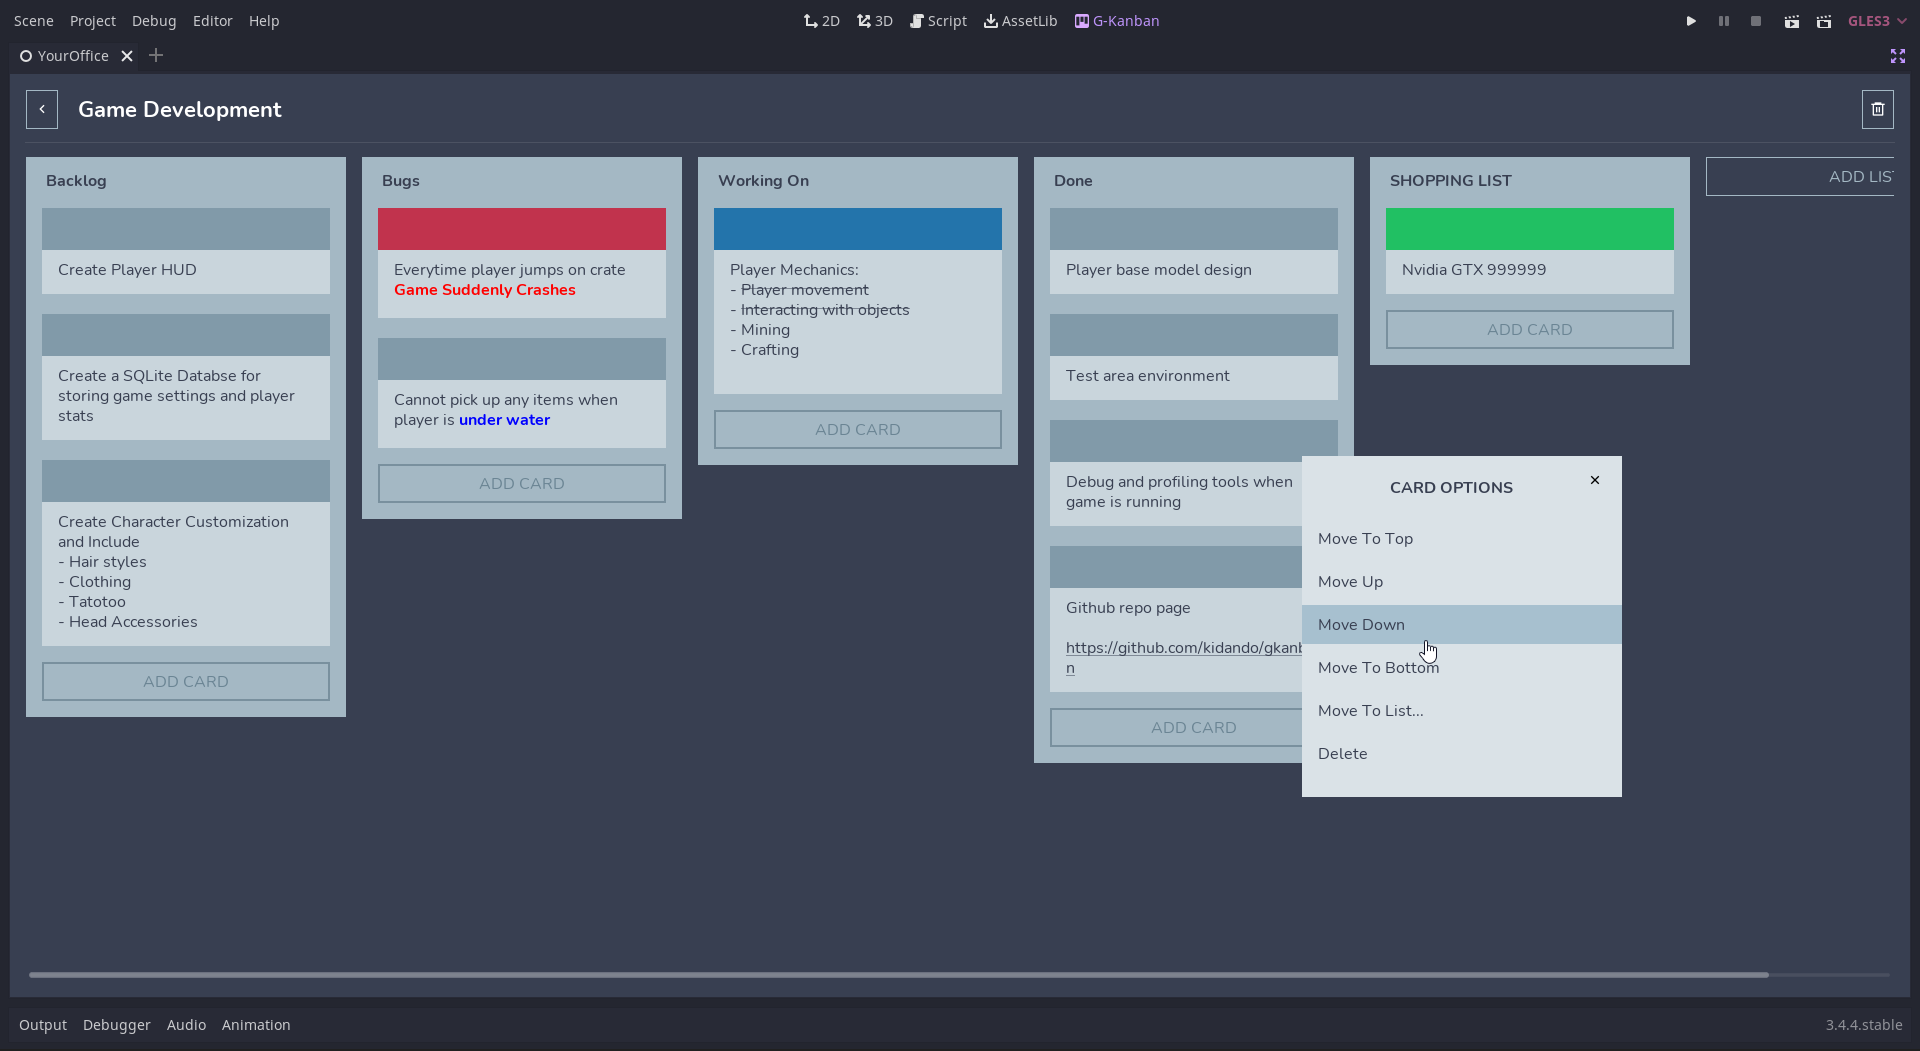 Scene Project Debug Editor Help 2D 3D Script AssetLib G-Kanban GLES3
YourOffice
Game Development
Backlog
Create Player HUD
Create a SQLite Databse for
storing game settings and player
stats
Create Character Customization
and Include
- Hair styles
- Clothing
- Tatotoo
- Head Accessories
ADD CARD
Bugs
Everytime player jumps on crate
Game Suddenly Crashes
Cannot pick up any items when
player is under water
ADD CARD
Working On
Player Mechanics:
- Player movement
- Interacting with objects
- Mining
- Crafting
ADD CARD
Done
Player base model design
Test area environment
Debug and profiling tools when
game is running
Github repo page
https://github.com/kidando/gkanb
n
ADD CARD
SHOPPING LIST
Nvidia GTX 999999
ADD CARD
ADD LIST
CARD OPTIONS
Move To Top
Move Up
Move Down
Move To Bottom
Move To List...
Delete
Output Debugger Audio Animation 3.4.4.stable